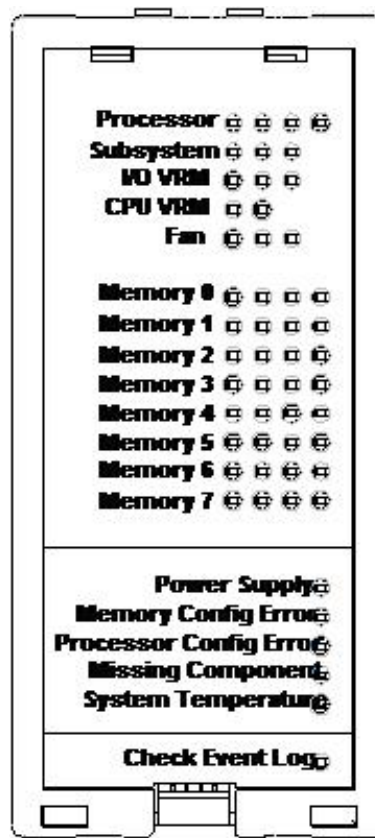 Processor
Subsystem
I/O VRM
CPU VRM
Fan
Memory 0
Memory 1
Memory 2
Memory 3
Memory 4
Memory 5
Memory 6
Memory 7
Power Supply
Memory Config Error
Processor Config Error
Missing Component
System Temperature
Check Event Log